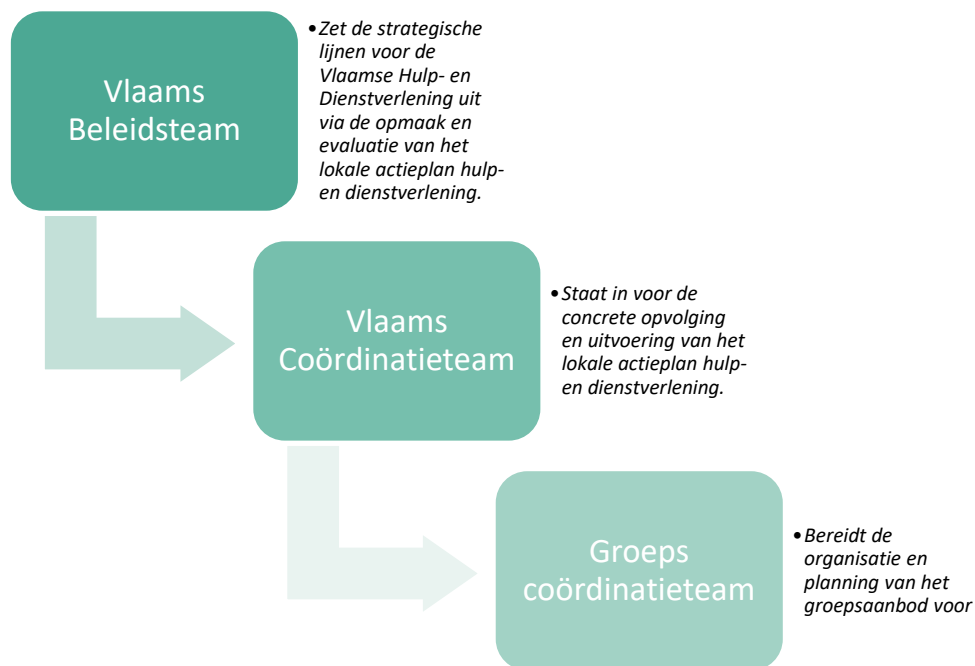 Vlaams
Beleidsteam
•Zet de strategische
lijnen voor de
Vlaamse Hulp- en
Dienstverlening uit
via de opmaak en
evaluatie van het
lokale actieplan hulp-
en dienstverlening.
Vlaams
Coördinatieteam
•Staat in voor de
concrete opvolging
en uitvoering van het
lokale actieplan hulp-
en dienstverlening.
Groeps
coördinatieteam
•Bereidt de
organisatie en
planning van het
groepsaanbod voor